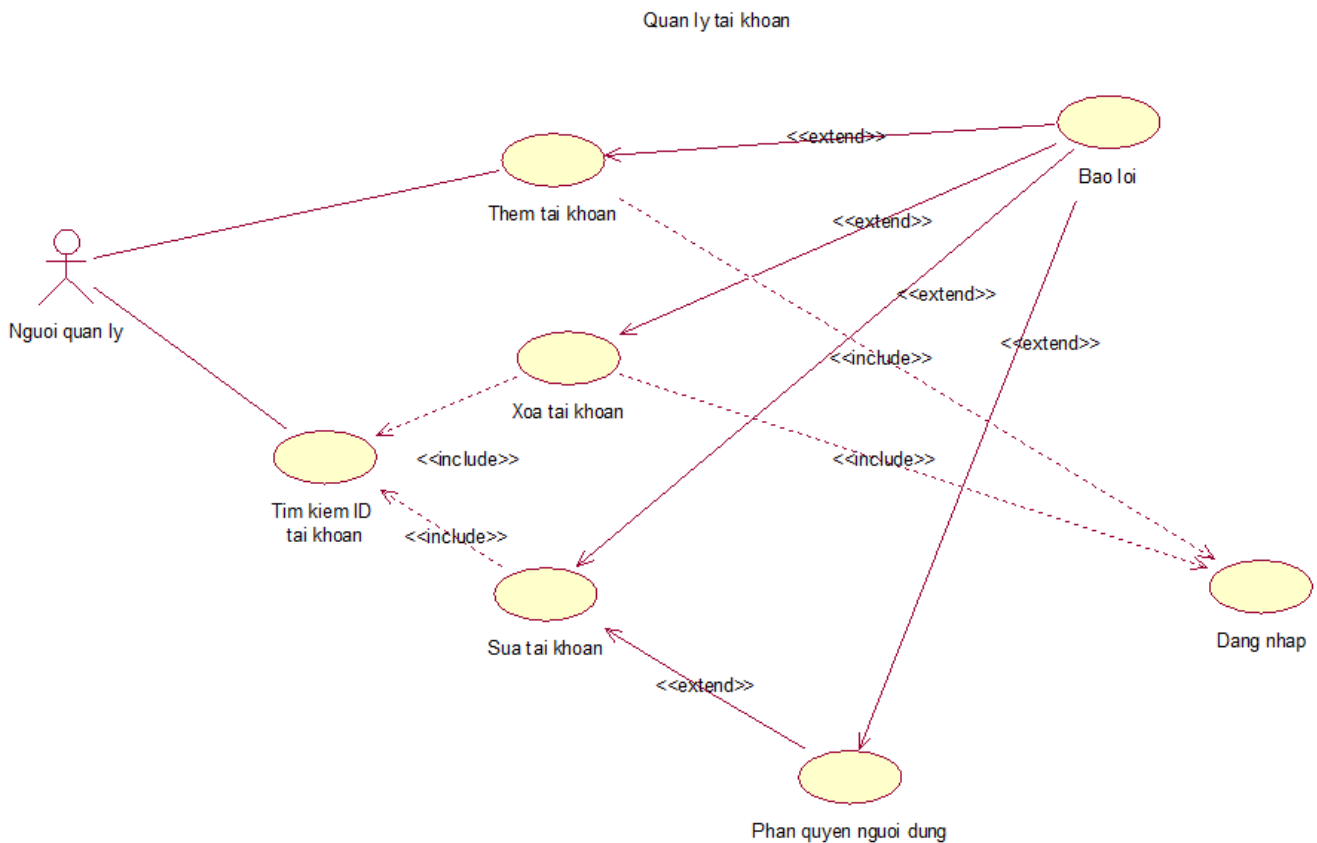 Quan ly tai khoan
<<extend>>
Bao loi
Them tai khoan
<<extend>>
<<extend>>
Nguoi quan ly
<<extend>>
<<include>>
Xoa tai khoan
<<include>>
<<include>>
Tim kiem ID
tai khoan
<<include>>
Sua tai khoan
Dang nhap
<<extend>>
Phan quyen nguoi dung